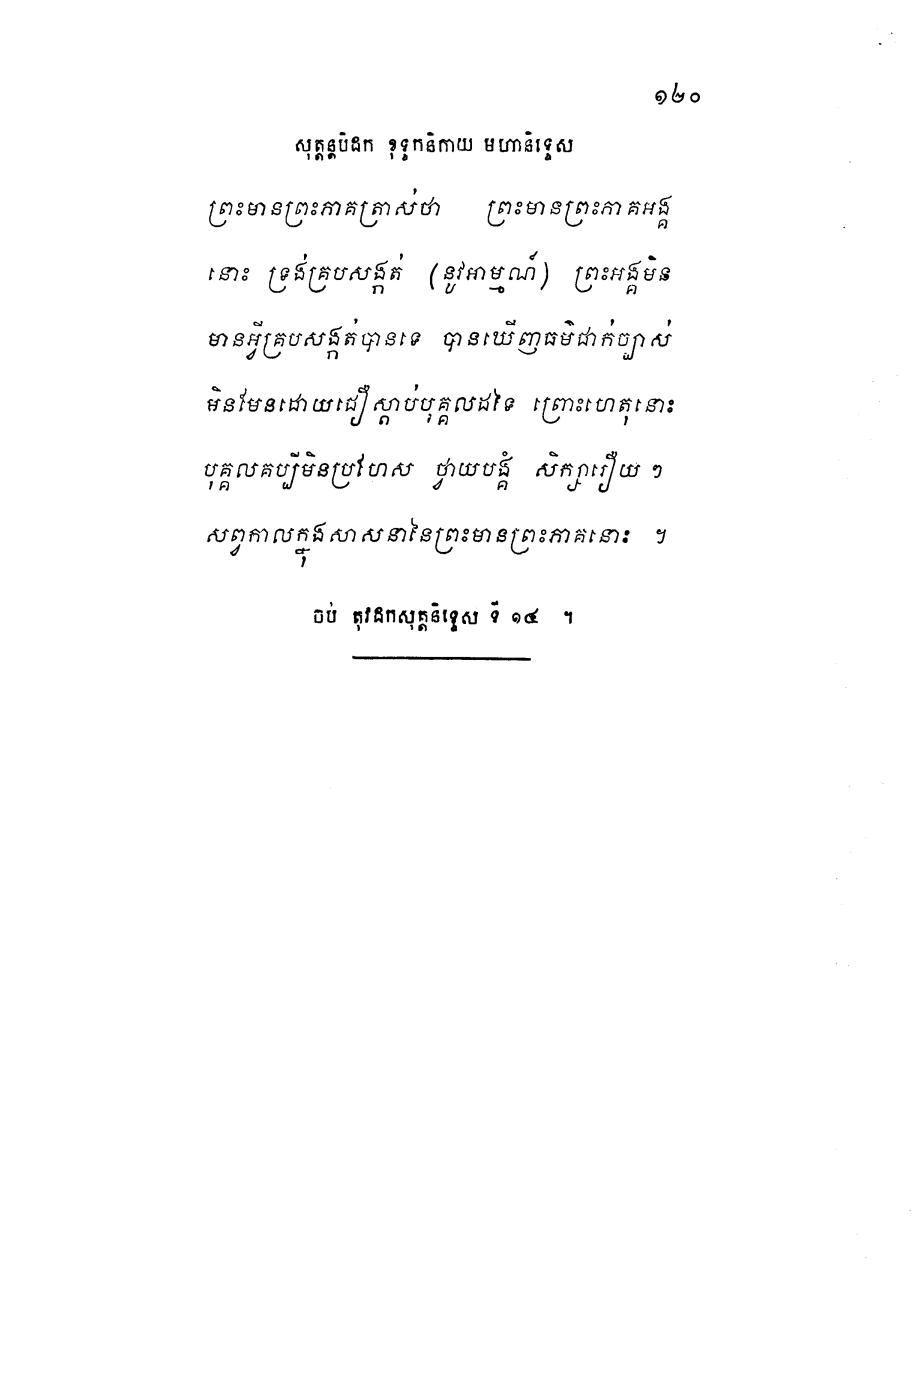 ១២០
សុត្តន្តបិដក ខុទ្ទកនិកាយ មហានិទ្ទេស
ព្រះមានព្រះភាគត្រាស់ថា ព្រះមានព្រះភាគអង្គ
នោះ ទ្រង់គ្របសង្កត់ (នូវអារម្មណ៍) ព្រះអង្គមិន
មានអ្វីគ្របសង្កត់បានទេ បានឃើញធម៌ជាក់ច្បាស់
មិនមែនដោយជឿស្តាប់បុគ្គលដទៃ ព្រោះហេតុនោះ
បុគ្គលគប្បីមិនប្រហែស ថ្វាយបង្គំ សិក្សារឿយ ៗ
សព្វកាលក្នុងសាសនានៃព្រះមានព្រះភាគនោះ ។
ចប់ តុវដកសុត្តនិទ្ទេស ទី ១៤ ។